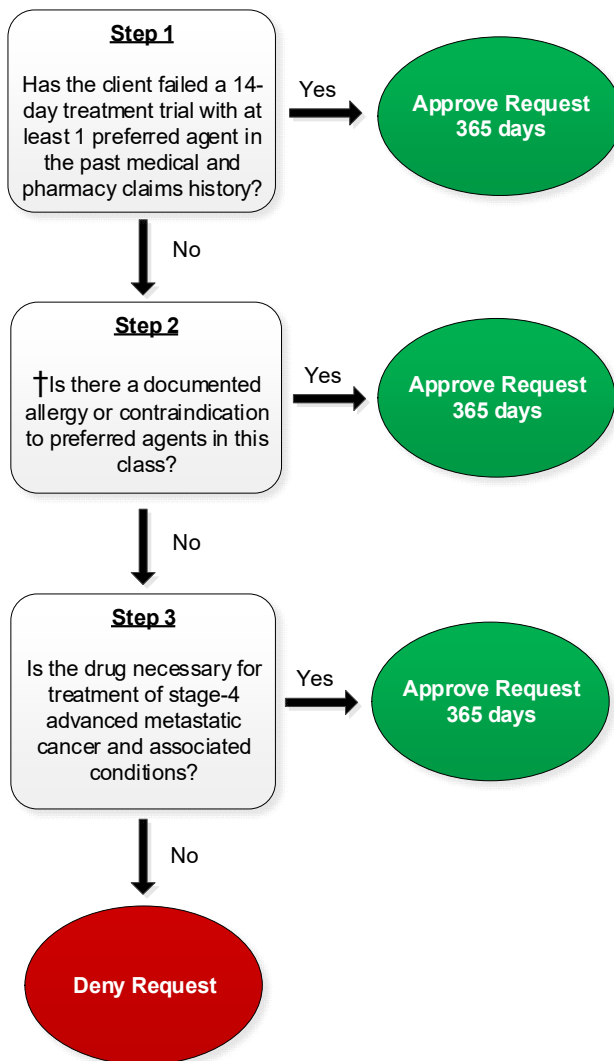 Step 1
Has the client failed a 14-
day treatment trial with at
least 1 preferred agent in
the past medical and
pharmacy claims history?
Yes
Approve Request
365 days
No
Step 2
†Is there a documented
allergy or contraindication
to preferred agents in this
class?
Yes
Approve Request
365 days
No
Step 3
Is the drug necessary for
treatment of stage-4
advanced metastatic
cancer and associated
conditions?
Yes
Approve Request
365 days
No
Deny Request